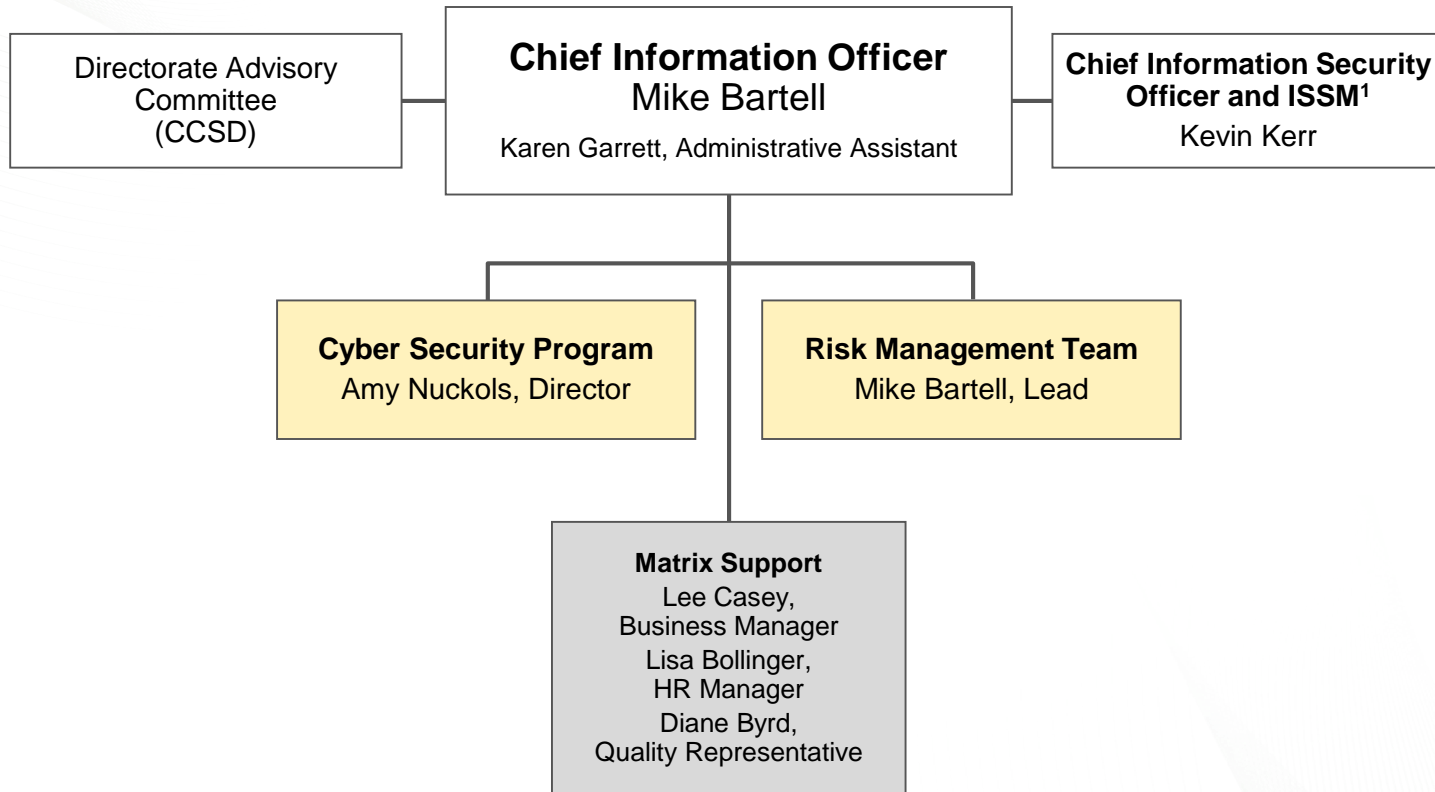 Directorate Advisory
Committee
(CCSD)
Chief Information Officer
Mike Bartell
Karen Garrett, Administrative Assistant
Chief Information Security
Officer and ISSM¹
Kevin Kerr
Cyber Security Program
Amy Nuckols, Director
Risk Management Team
Mike Bartell, Lead
Matrix Support
Lee Casey,
Business Manager
Lisa Bollinger,
HR Manager
Diane Byrd,
Quality Representative